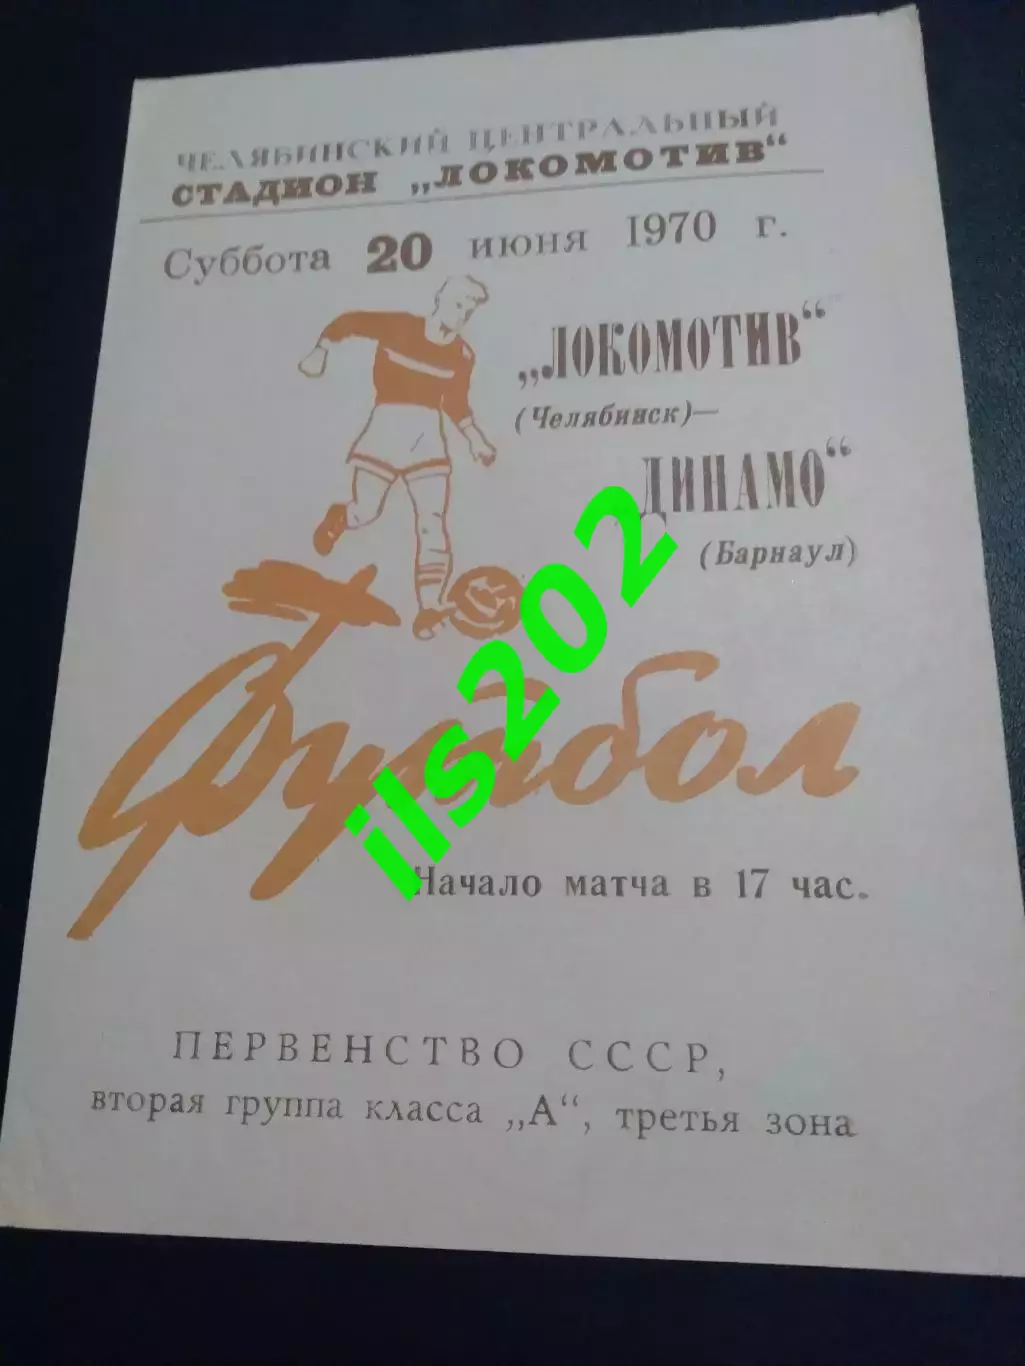 ЧЕЛЯБИНСКИЙ ЦЕНТРАЛЬНЫЙ
СТАДИОН „ЛОКОМОТИВ“
Суббота 20 июня 1970 г.
„ЛОКОМОТИВ“
(Челябинск)—
ДИНАМО“
(Барнаул)
Футбол
ils202
Начало матча в 17 час.
ПЕРВЕНСТВО СССР,
вторая группа класса „А“, третья зона